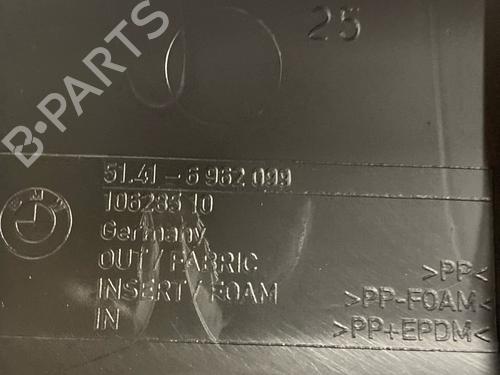 B-PARTS
25
51.41-6 962 099
10628310
Germany
OUT / FABRIC
INSERT / FOAM
IN
>PP<
>PP-FOAM<
>PP+EPDM<
BMW